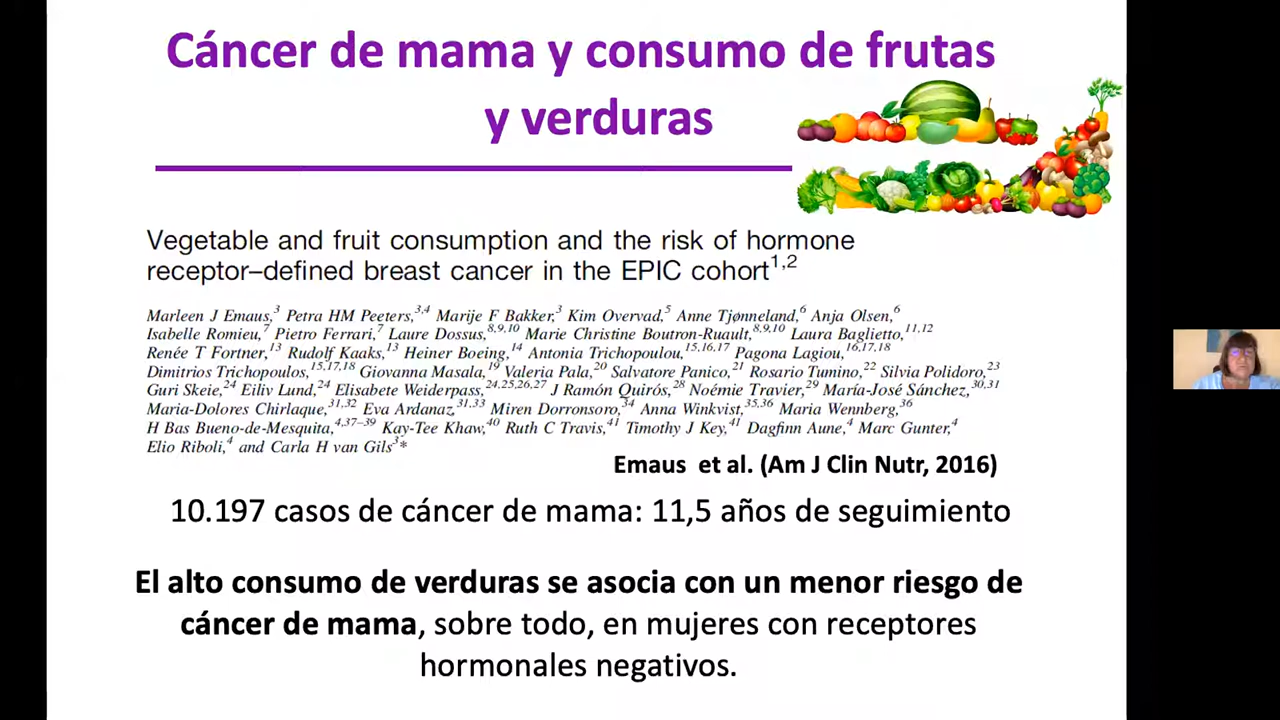 Cáncer de mama y consumo de frutas
y verduras
Vegetable and fruit consumption and the risk of hormone
receptor–defined breast cancer in the EPIC cohort1,2
Marleen J Emaus,3 Petra HM Peeters,3,4 Marije F Bakker,3 Kim Overvad,5 Anne Tjønneland,6 Anja Olsen,6
Isabelle Romieu,7 Pietro Ferrari,7 Laure Dossus,8,9,10 Marie Christine Boutron-Ruault,8,9,10 Laura Baglietto,11,12
Renée T Fortner,13 Rudolf Kaaks,13 Heiner Boeing,14 Antonia Trichopoulou,15,16,17 Pagona Lagiou,16,17,18
Dimitrios Trichopoulos,15,17,18 Giovanna Masala,19 Valeria Pala,20 Salvatore Panico,21 Rosario Tumino,22 Silvia Polidoro,23
Guri Skeie,24 Eiliv Lund,24 Elisabete Weiderpass,24,25,26,27 J Ramón Quirós,28 Noémie Travier,29 María-José Sánchez,30,31
Maria-Dolores Chirlaque,31,32 Eva Ardanaz,31,33 Miren Dorronsoro,34 Anna Winkvist,35,36 Maria Wennberg,36
H Bas Bueno-de-Mesquita,4,37–39 Kay-Tee Khaw,40 Ruth C Travis,41 Timothy J Key,41 Dagfinn Aune,4 Marc Gunter,4
Elio Riboli,4 and Carla H van Gils3*
Emaus et al. (Am J Clin Nutr, 2016)
10.197 casos de cáncer de mama: 11,5 años de seguimiento
El alto consumo de verduras se asocia con un menor riesgo de
cáncer de mama, sobre todo, en mujeres con receptores
hormonales negativos.